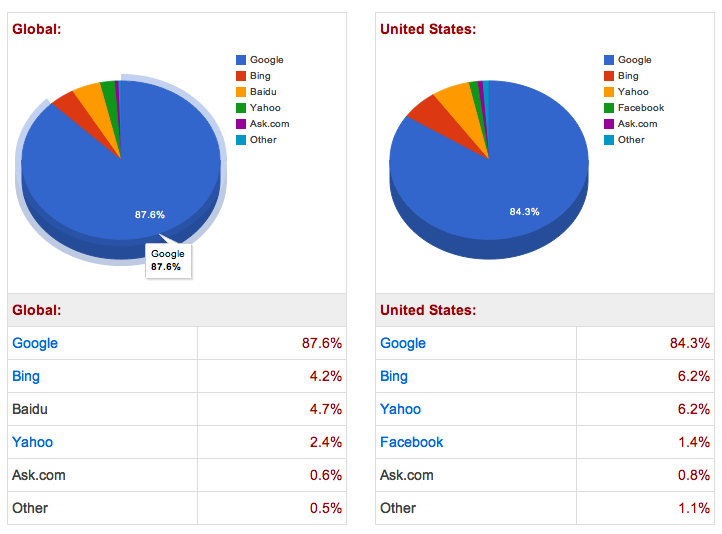 Global:
Google
Bing
Baidu
Yahoo
Ask.com
Other
87.6%
Google
87.6%
United States:
Google
Bing
Yahoo
Facebook
Ask.com
Other
84.3%
Global:
Google 87.6%
Bing 4.2%
Baidu 4.7%
Yahoo 2.4%
Ask.com 0.6%
Other 0.5%
United States:
Google 84.3%
Bing 6.2%
Yahoo 6.2%
Facebook 1.4%
Ask.com 0.8%
Other 1.1%